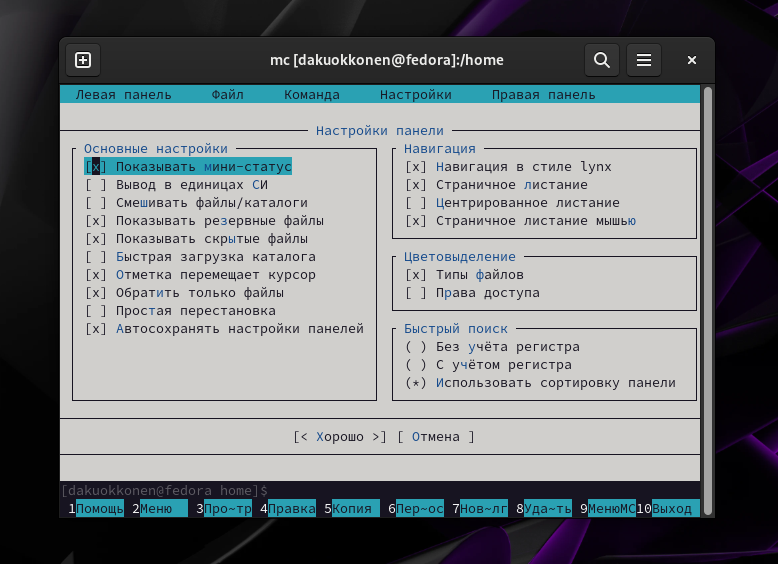 mc [dakuokkonen@fedora]:/home
Левая панель Файл Команда Настройки Правая панель
Настройки панели
Основные настройки
[x] Показывать мини-статус
[ ] Вывод в единицах СИ
[ ] Смешивать файлы/каталоги
[x] Показывать резервные файлы
[x] Показывать скрытые файлы
[ ] Быстрая загрузка каталога
[x] Отметка перемещает курсор
[x] Обратить только файлы
[ ] Простая перестановка
[x] Автосохранять настройки панелей
Навигация
[x] Навигация в стиле lynx
[x] Страничное листание
[ ] Центрированное листание
[x] Страничное листание мышью
Цветовыделение
[x] Типы файлов
[ ] Права доступа
Быстрый поиск
( ) Без учёта регистра
( ) С учётом регистра
(*) Использовать сортировку панели
[< Хорошо >] [ Отмена ]
[dakuokkonen@fedora home]$
1Помощь 2Меню 3Про~тр 4Правка 5Копия 6Пер~ос 7Нов~лг 8Уда~ть 9МенюMC10Выход